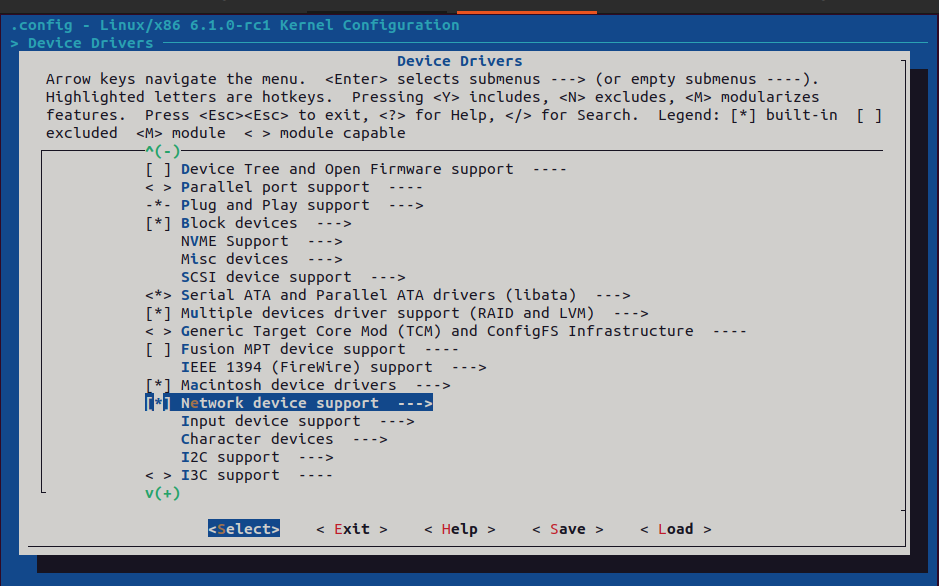 .config - Linux/x86 6.1.0-rc1 Kernel Configuration
> Device Drivers
Device Drivers
Arrow keys navigate the menu.  <Enter> selects submenus ---> (or empty submenus ----).
Highlighted letters are hotkeys.  Pressing <Y> includes, <N> excludes, <M> modularizes
features.  Press <Esc><Esc> to exit, <?> for Help, </> for Search.  Legend: [*] built-in  [ ]
excluded  <M> module  < > module capable
^(-)
[ ] Device Tree and Open Firmware support  ----
< > Parallel port support  ----
-*- Plug and Play support  --->
[*] Block devices  --->
NVME Support  --->
Misc devices  --->
SCSI device support  --->
<*> Serial ATA and Parallel ATA drivers (libata)  --->
[*] Multiple devices driver support (RAID and LVM)  --->
< > Generic Target Core Mod (TCM) and ConfigFS Infrastructure  ----
[ ] Fusion MPT device support  ----
IEEE 1394 (FireWire) support  --->
[*] Macintosh device drivers  --->
[*] Network device support  --->
Input device support  --->
Character devices  --->
I2C support  --->
< > I3C support  ----
v(+)
<Select>    < Exit >    < Help >    < Save >    < Load >